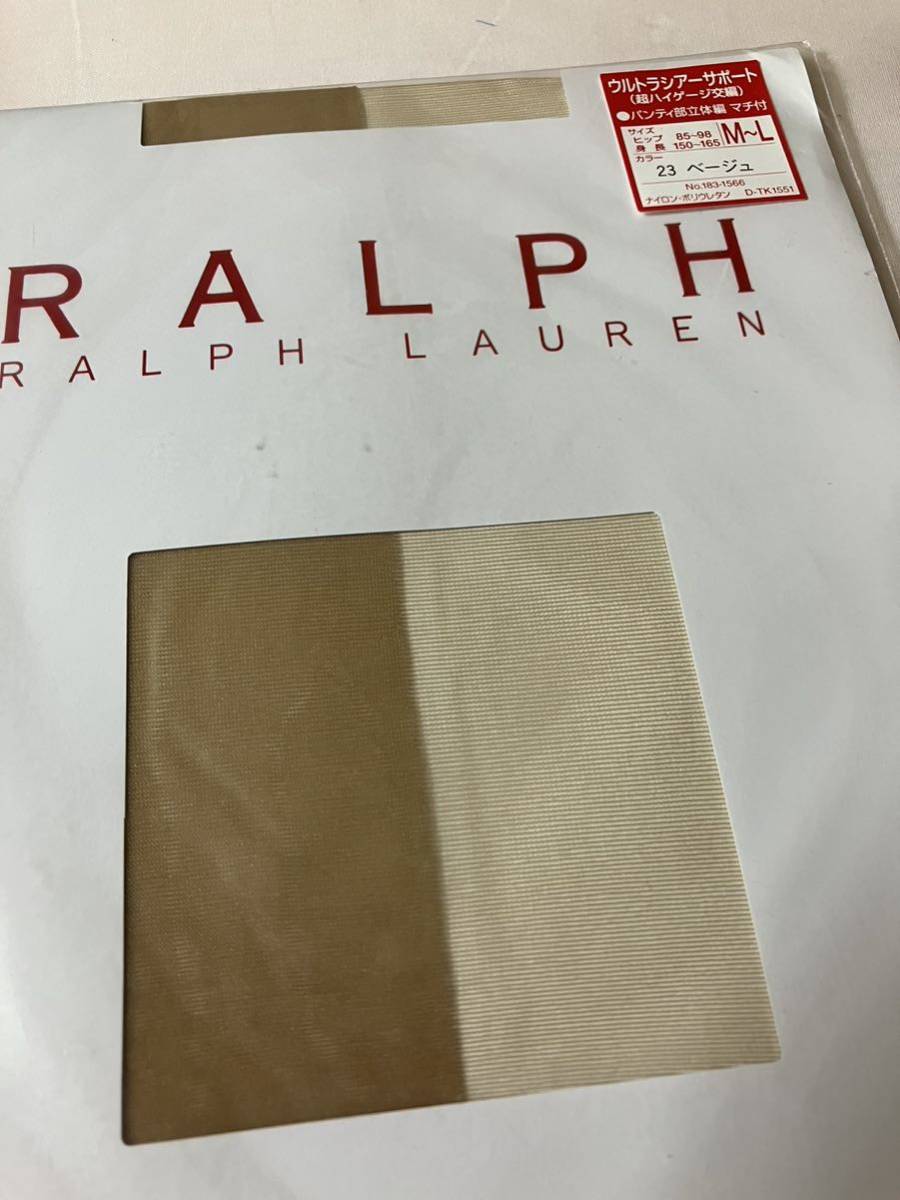 ウルトラシアーサポート
(超ハイゲージ交編)
●パンティ部立体編 マチ付
サイズ
ヒップ 85~98 M~L
身長 150~165
カラー
23 ベージュ
No.183-1566
ナイロン・ポリウレタン D-TK1551
RALPH
RALPH LAUREN